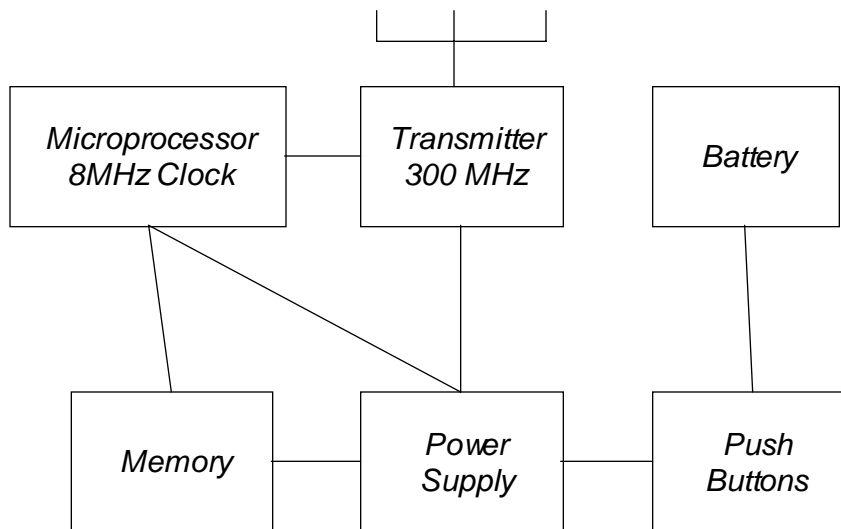 Microprocessor
8MHz Clock
Transmitter
300 MHz
Battery
Memory
Power
Supply
Push
Buttons